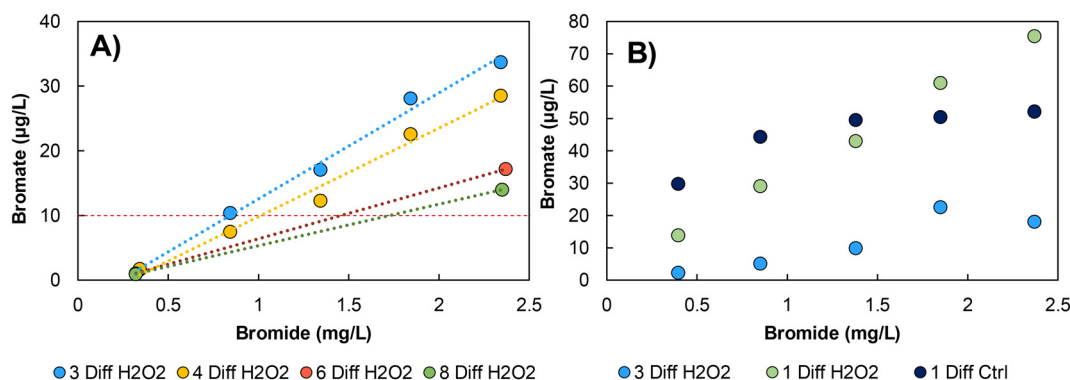 A)
Bromate (µg/L)
40
30
20
10
0
0 0.5 1 1.5 2 2.5
Bromide (mg/L)
3 Diff H2O2 4 Diff H2O2 6 Diff H2O2 8 Diff H2O2
B)
Bromate (µg/L)
80
70
60
50
40
30
20
10
0
0 0.5 1 1.5 2 2.5
Bromide (mg/L)
3 Diff H2O2 1 Diff H2O2 1 Diff Ctrl